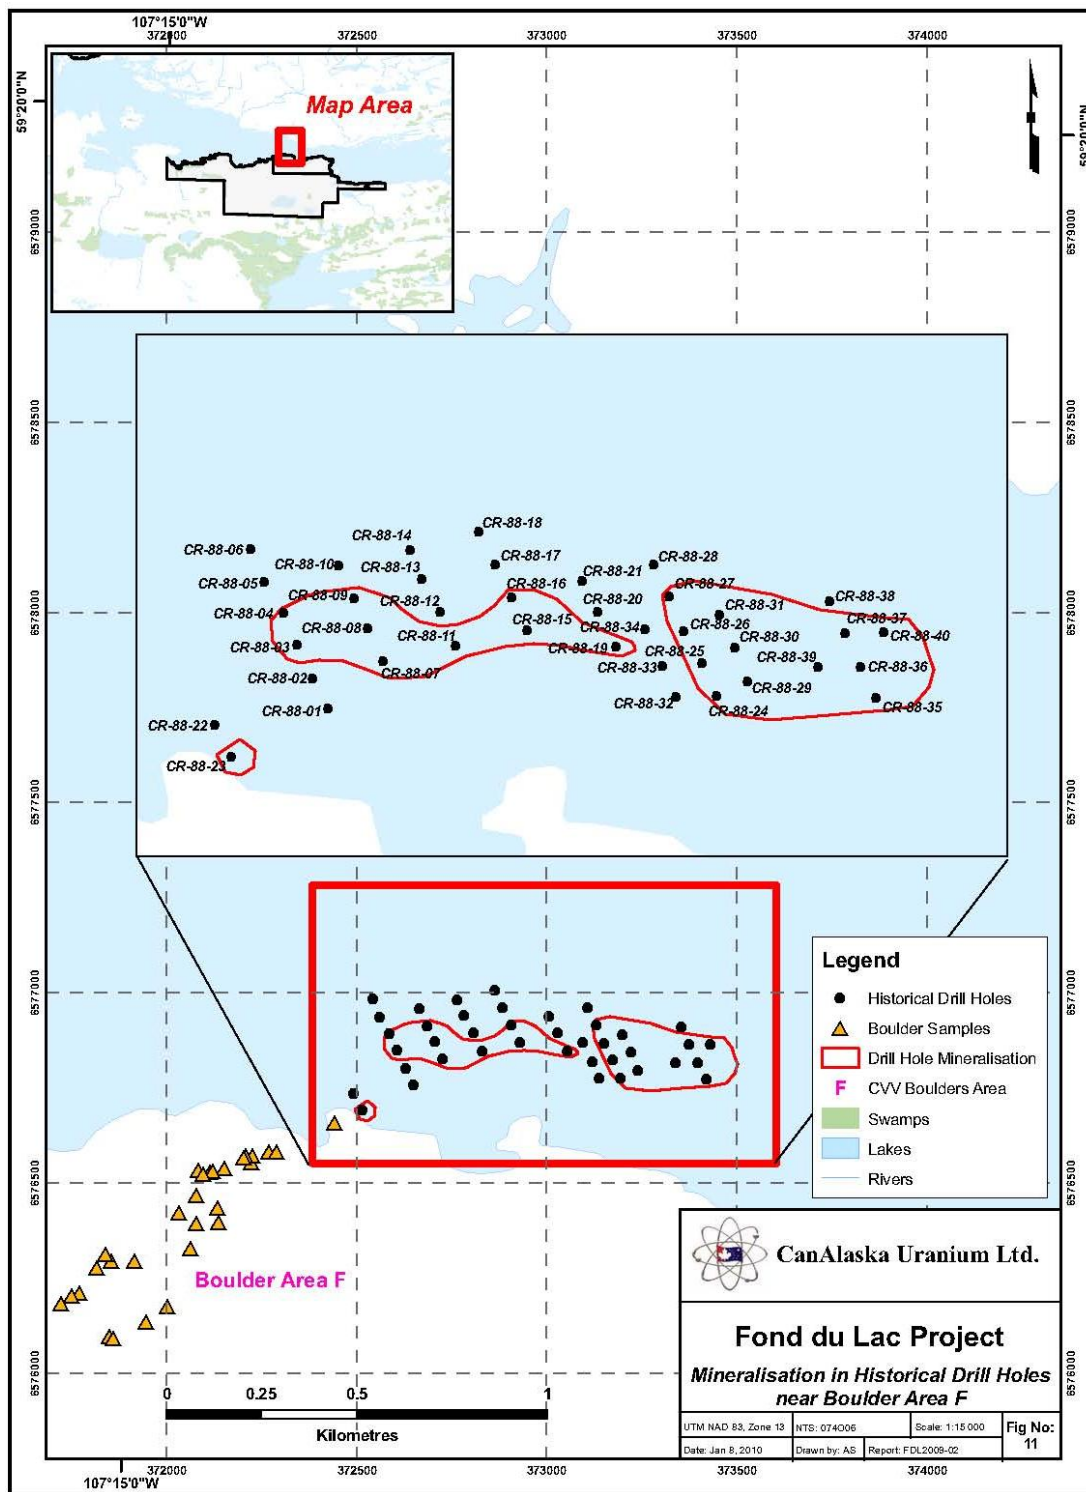 107°15'0"W
372000 372500 373000 373500 374000
59°20'0"N
59°20'0"N
Map Area
6579000
6579000
6578500
6578500
CR-88-18
CR-88-14
CR-88-06
CR-88-10
CR-88-13
CR-88-17
CR-88-28
CR-88-21
CR-88-05
CR-88-09
CR-88-16
CR-88-27
CR-88-38
6578000
6578000
CR-88-04
CR-88-12
CR-88-20
CR-88-31
CR-88-37
CR-88-08
CR-88-15
CR-88-34
CR-88-26
CR-88-40
CR-88-11
CR-88-30
CR-88-03
CR-88-19
CR-88-25
CR-88-39
CR-88-33
CR-88-36
CR-88-07
CR-88-02
CR-88-29
CR-88-32
CR-88-24
CR-88-35
CR-88-01
CR-88-22
CR-88-23
6577500
6577500
6577000
6577000
Legend
Historical Drill Holes
Boulder Samples
Drill Hole Mineralisation
F CVV Boulders Area
Swamps
Lakes
Rivers
6576500
6576500
Boulder Area F
CanAlaska Uranium Ltd.
Fond du Lac Project
Mineralisation in Historical Drill Holes
near Boulder Area F
6576000
6576000
0 0.25 0.5 1
Kilometres
UTM NAD 83, Zone 13 NTS: 074O06 Scale: 1:15 000 Fig No:
11
Date: Jan 8, 2010 Drawn by: AS Report: FDL2009-02
372000 372500 373000 373500 374000
107°15'0"W